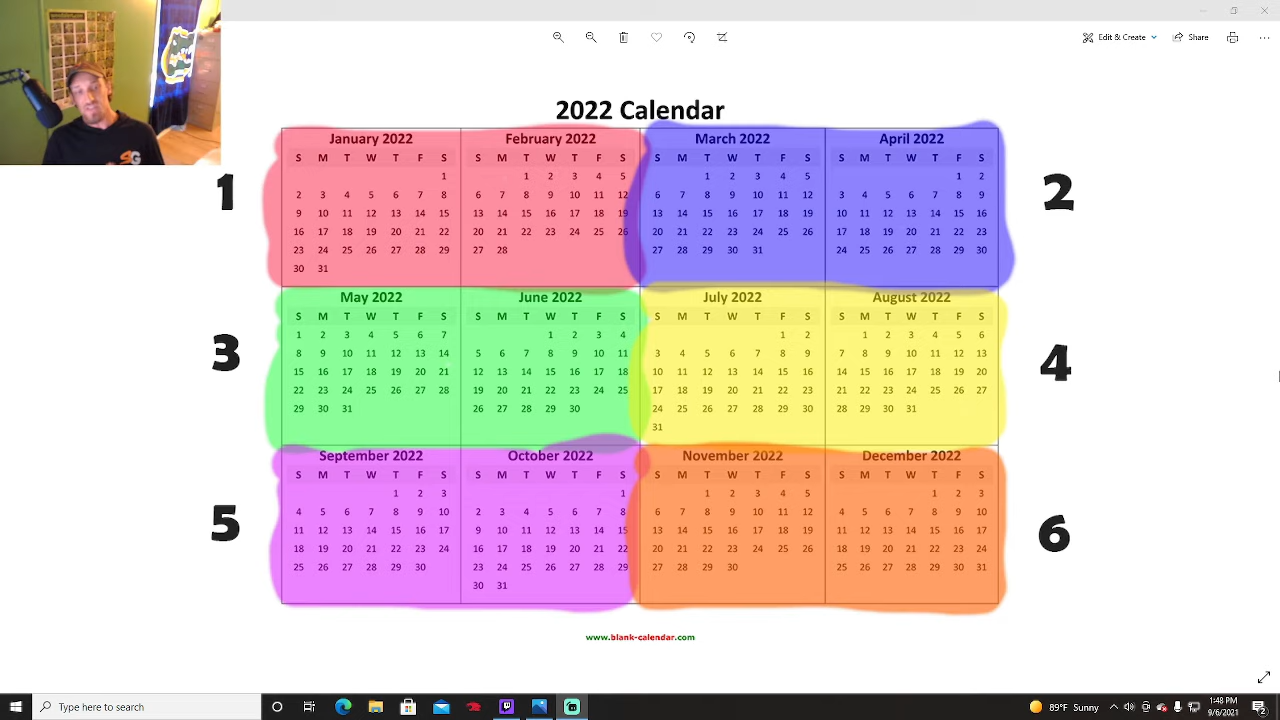 Edit & Create
Share
2022 Calendar
1
January 2022
S M T W T F S
1
2 3 4 5 6 7 8
9 10 11 12 13 14 15
16 17 18 19 20 21 22
23 24 25 26 27 28 29
30 31
February 2022
S M T W T F S
1 2 3 4 5
6 7 8 9 10 11 12
13 14 15 16 17 18 19
20 21 22 23 24 25 26
27 28
March 2022
S M T W T F S
1 2 3 4 5
6 7 8 9 10 11 12
13 14 15 16 17 18 19
20 21 22 23 24 25 26
27 28 29 30 31
April 2022
S M T W T F S
1 2
3 4 5 6 7 8 9
10 11 12 13 14 15 16
17 18 19 20 21 22 23
24 25 26 27 28 29 30
2
3
May 2022
S M T W T F S
1 2 3 4 5 6 7
8 9 10 11 12 13 14
15 16 17 18 19 20 21
22 23 24 25 26 27 28
29 30 31
June 2022
S M T W T F S
1 2 3 4
5 6 7 8 9 10 11
12 13 14 15 16 17 18
19 20 21 22 23 24 25
26 27 28 29 30
July 2022
S M T W T F S
1 2
3 4 5 6 7 8 9
10 11 12 13 14 15 16
17 18 19 20 21 22 23
24 25 26 27 28 29 30
31
August 2022
S M T W T F S
1 2 3 4 5 6
7 8 9 10 11 12 13
14 15 16 17 18 19 20
21 22 23 24 25 26 27
28 29 30 31
4
5
September 2022
S M T W T F S
1 2 3
4 5 6 7 8 9 10
11 12 13 14 15 16 17
18 19 20 21 22 23 24
25 26 27 28 29 30
October 2022
S M T W T F S
1
2 3 4 5 6 7 8
9 10 11 12 13 14 15
16 17 18 19 20 21 22
23 24 25 26 27 28 29
30 31
November 2022
S M T W T F S
1 2 3 4 5
6 7 8 9 10 11 12
13 14 15 16 17 18 19
20 21 22 23 24 25 26
27 28 29 30
December 2022
S M T W T F S
1 2 3
4 5 6 7 8 9 10
11 12 13 14 15 16 17
18 19 20 21 22 23 24
25 26 27 28 29 30 31
6
www.blank-calendar.com
Type here to search
1:48 PM